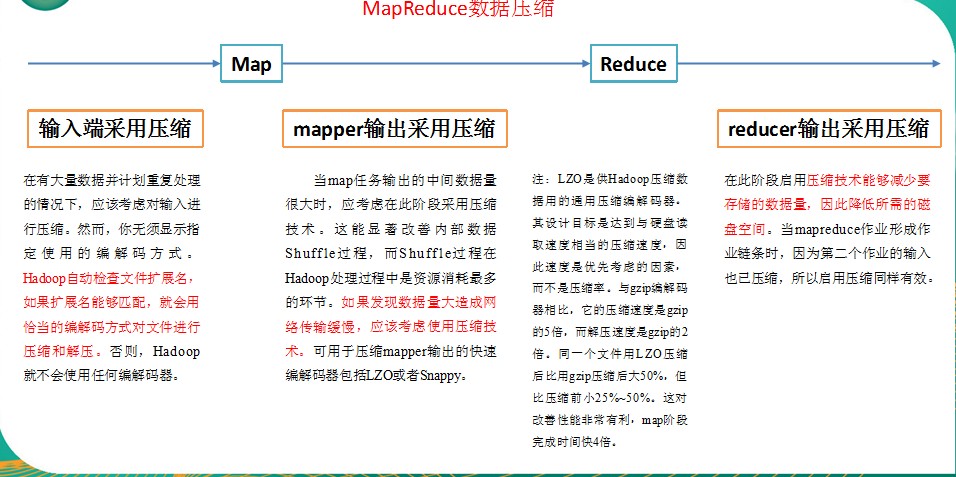 MapReduce数据压缩
Map
Reduce
输入端采用压缩
mapper输出采用压缩
reducer输出采用压缩
在有大量数据并计划重复处理
的情况下，应该考虑对输入进
行压缩。然而，你无须显示指
定使用的编解码方式。
Hadoop自动检查文件扩展名，
如果扩展名能够匹配，就会用
恰当的编解码方式对文件进行
压缩和解压。否则，Hadoop
就不会使用任何编解码器。
当map任务输出的中间数据量
很大时，应考虑在此阶段采用压缩
技术。这能显著改善内部数据
Shuffle过程，而Shuffle过程在
Hadoop处理过程中是资源消耗最多
的环节。如果发现数据量大造成网
络传输缓慢，应该考虑使用压缩技
术。可用于压缩mapper输出的快速
编解码器包括LZO或者Snappy。
注：LZO是供Hadoop压缩数
据用的通用压缩编解码器。
其设计目标是达到与硬盘读
取速度相当的压缩速度，因
此速度是优先考虑的因素，
而不是压缩率。与gzip编解码
器相比，它的压缩速度是gzip
的5倍，而解压速度是gzip的2
倍。同一个文件用LZO压缩
后比用gzip压缩后大50%，但
比压缩前小25%~50%。这对
改善性能非常有利，map阶段
完成时间快4倍。
在此阶段启用压缩技术能够减少要
存储的数据量，因此降低所需的磁
盘空间。当mapreduce作业形成作
业链条时，因为第二个作业的输入
也已压缩，所以启用压缩同样有效。